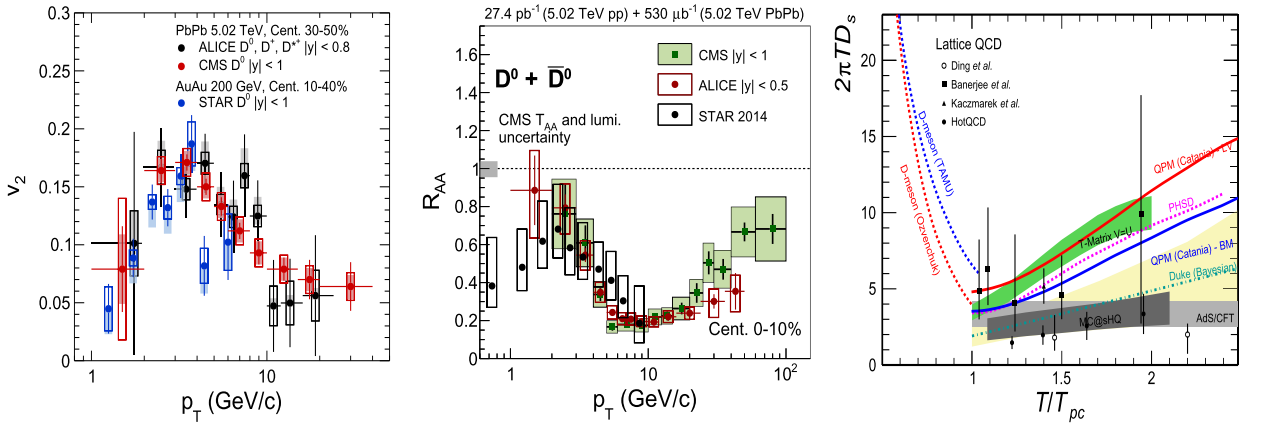 PbPb 5.02 TeV, Cent. 30-50%
ALICE D⁰, D⁺, D*⁺ |y| < 0.8
CMS D⁰ |y| < 1
AuAu 200 GeV, Cent. 10-40%
STAR D⁰ |y| < 1
0.3
0.25
0.2
0.15
0.1
0.05
0
v₂
1
10
p_T (GeV/c)
27.4 pb⁻¹ (5.02 TeV pp) + 530 μb⁻¹ (5.02 TeV PbPb)
CMS |y| < 1
ALICE |y| < 0.5
STAR 2014
D⁰ + D̅⁰
CMS T_AA and lumi.
uncertainty
Cent. 0-10%
1.6
1.4
1.2
1
0.8
0.6
0.4
0.2
0
R_AA
1
10
10²
p_T (GeV/c)
Lattice QCD
Ding et al.
Banerjee et al.
Kaczmarek et al.
HotQCD
D-meson (TAMU)
D-meson (Ozvenchuk)
QPM (Catania) - LV
PHSD
T-Matrix V=U
QPM (Catania) - BM
Duke (Bayesian)
MC@sHQ
AdS/CFT
20
15
10
5
0
2πTD_s
1
1.5
2
T/T_pc